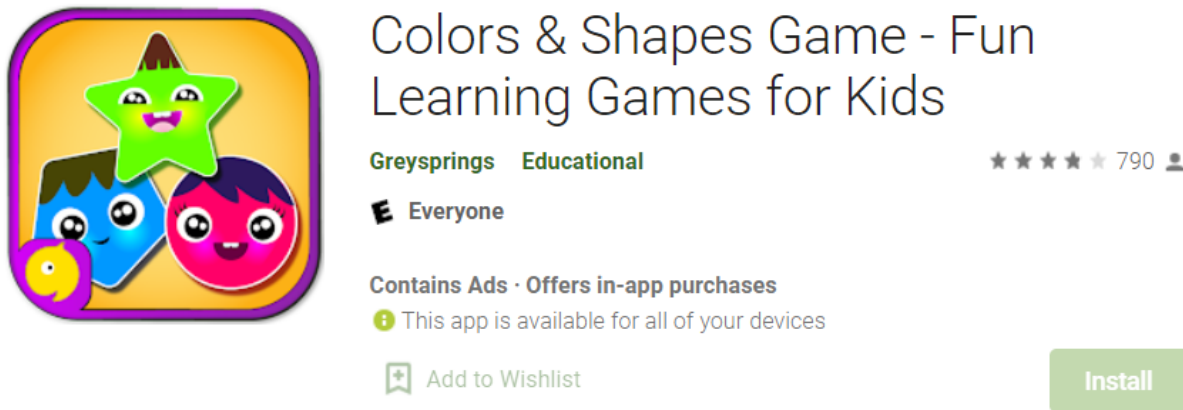 Colors & Shapes Game - Fun
Learning Games for Kids
Greysprings Educational
790
E Everyone
Contains Ads · Offers in-app purchases
This app is available for all of your devices
Add to Wishlist
Install